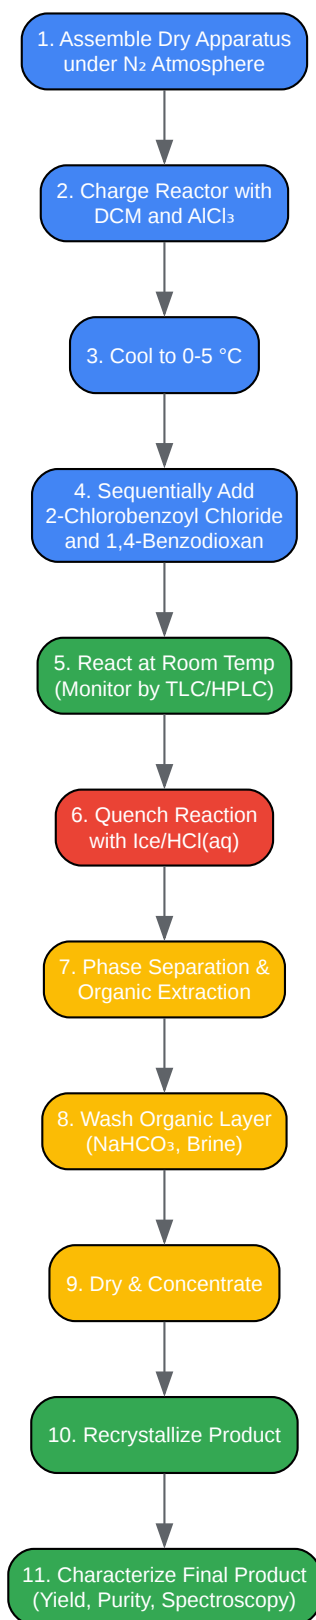 1. Assemble Dry Apparatus
under N₂ Atmosphere
2. Charge Reactor with
DCM and AlCl₃
3. Cool to 0-5 °C
4. Sequentially Add
2-Chlorobenzoyl Chloride
and 1,4-Benzodioxan
5. React at Room Temp
(Monitor by TLC/HPLC)
6. Quench Reaction
with Ice/HCl(aq)
7. Phase Separation &
Organic Extraction
8. Wash Organic Layer
(NaHCO₃, Brine)
9. Dry & Concentrate
10. Recrystallize Product
11. Characterize Final Product
(Yield, Purity, Spectroscopy)